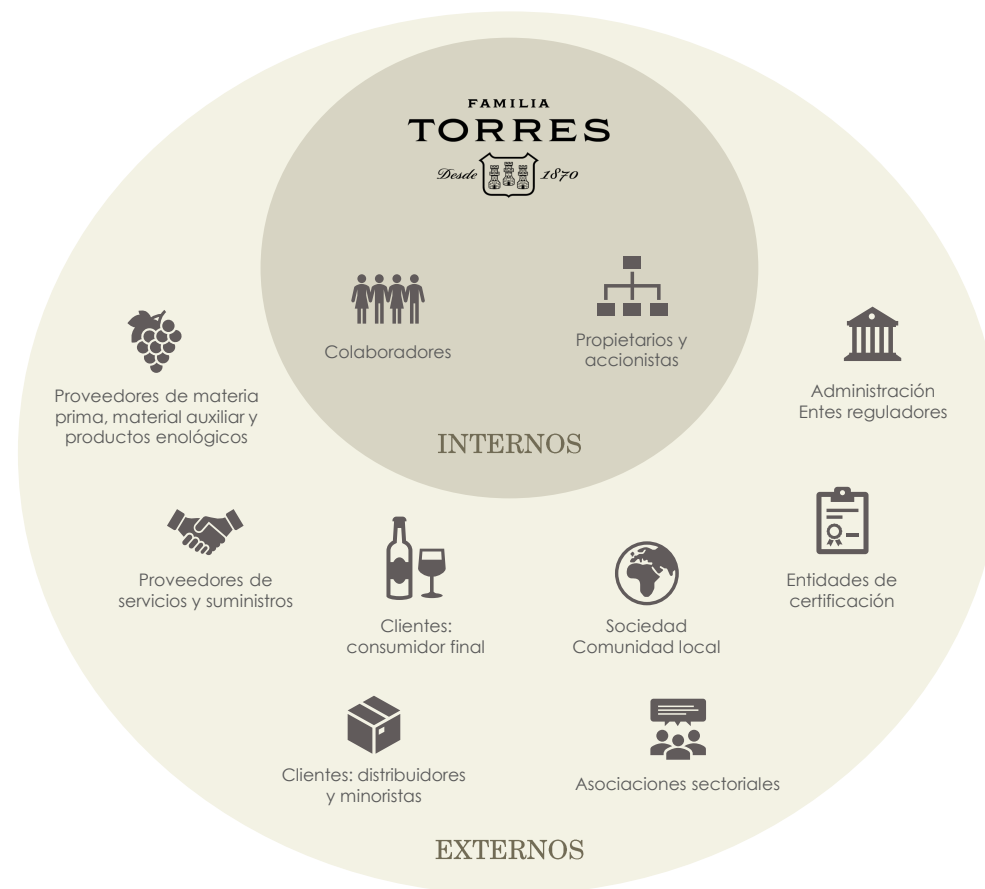 FAMILIA
TORRES
Desde 1870
Colaboradores
Propietarios y
accionistas
INTERNOS
Proveedores de materia
prima, material auxiliar y
productos enológicos
Administración
Entes reguladores
Proveedores de
servicios y suministros
Clientes:
consumidor final
Sociedad
Comunidad local
Entidades de
certificación
Clientes: distribuidores
y minoristas
Asociaciones sectoriales
EXTERNOS